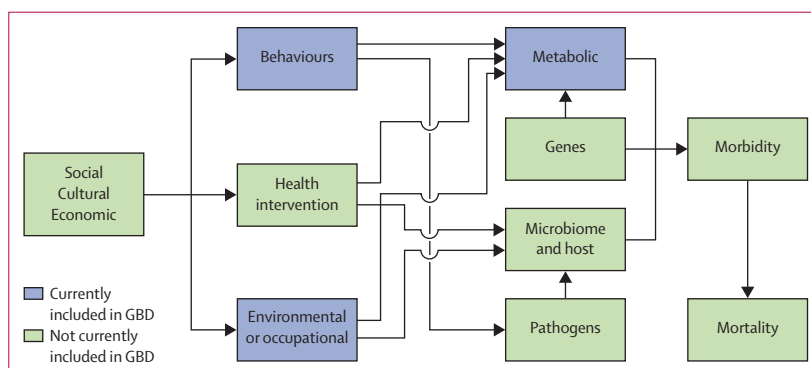 Behaviours
Metabolic
Genes
Morbidity
Social
Cultural
Economic
Health
intervention
Microbiome
and host
Currently
included in GBD
Not currently
included in GBD
Environmental
or occupational
Pathogens
Mortality